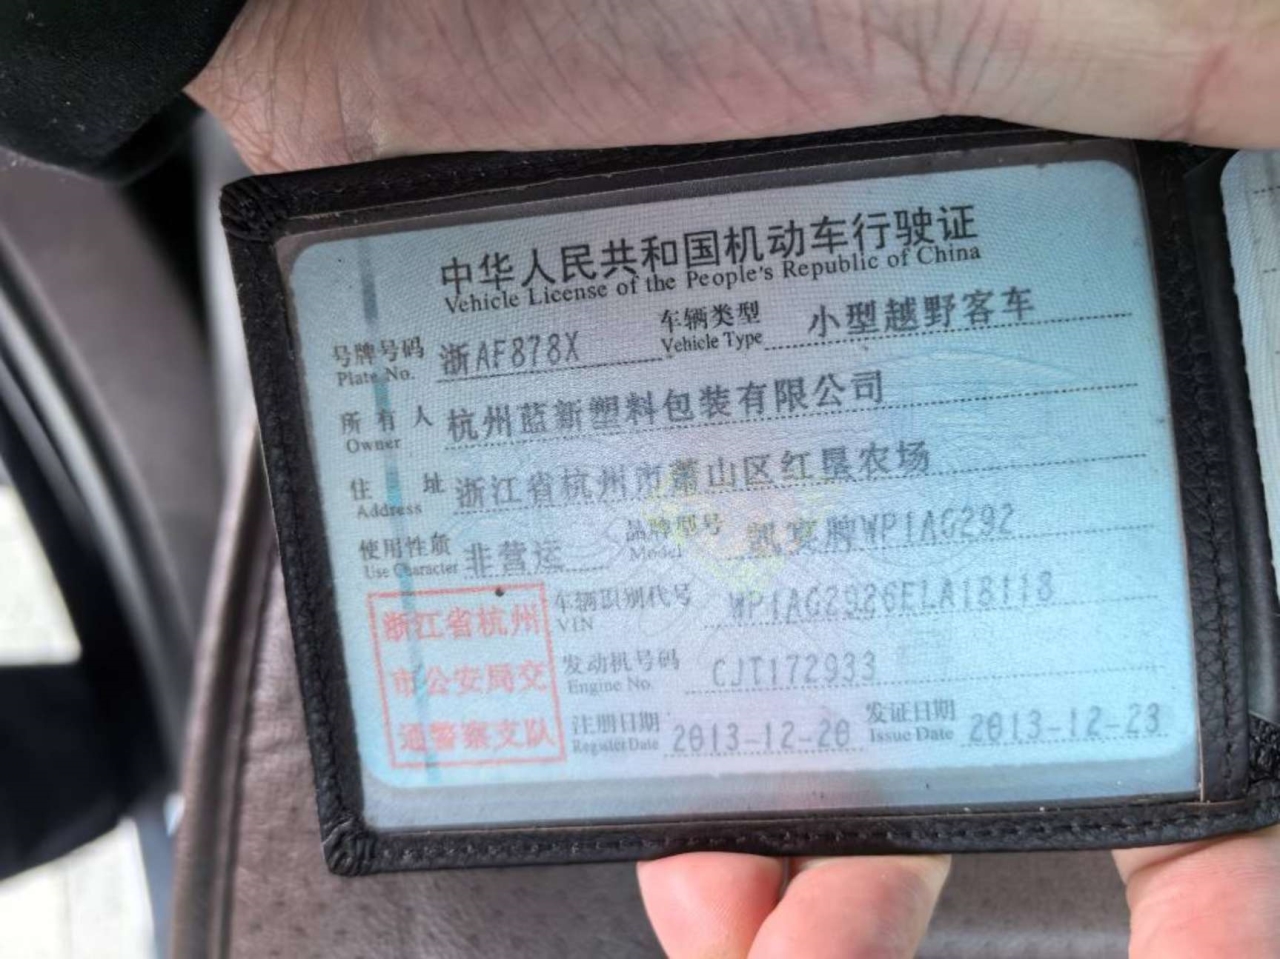 中华人民共和国机动车行驶证
Vehicle License of the People's Republic of China
号牌号码 浙AF878X 车辆类型 小型越野客车
Plate No. Vehicle Type
所有人 杭州蓝新塑料包装有限公司
Owner
住址 浙江省杭州市萧山区红垦农场
Address
使用性质 非营运 品牌型号 凯宴牌WP1AG292
Use Character Model
车辆识别代号 WP1AG2926ELA18118
VIN
发动机号码 CJT172933
Engine No.
注册日期 2013-12-20 发证日期 2013-12-23
Register Date Issue Date
浙江省杭州
市公安局交
通警察支队